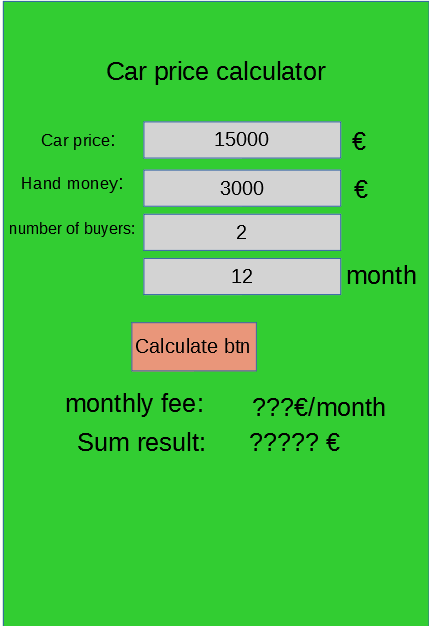 Car price calculator
Car price: 15000 €
Hand money: 3000 €
number of buyers: 2
12 month
Calculate btn
monthly fee: ???€/month
Sum result: ????? €